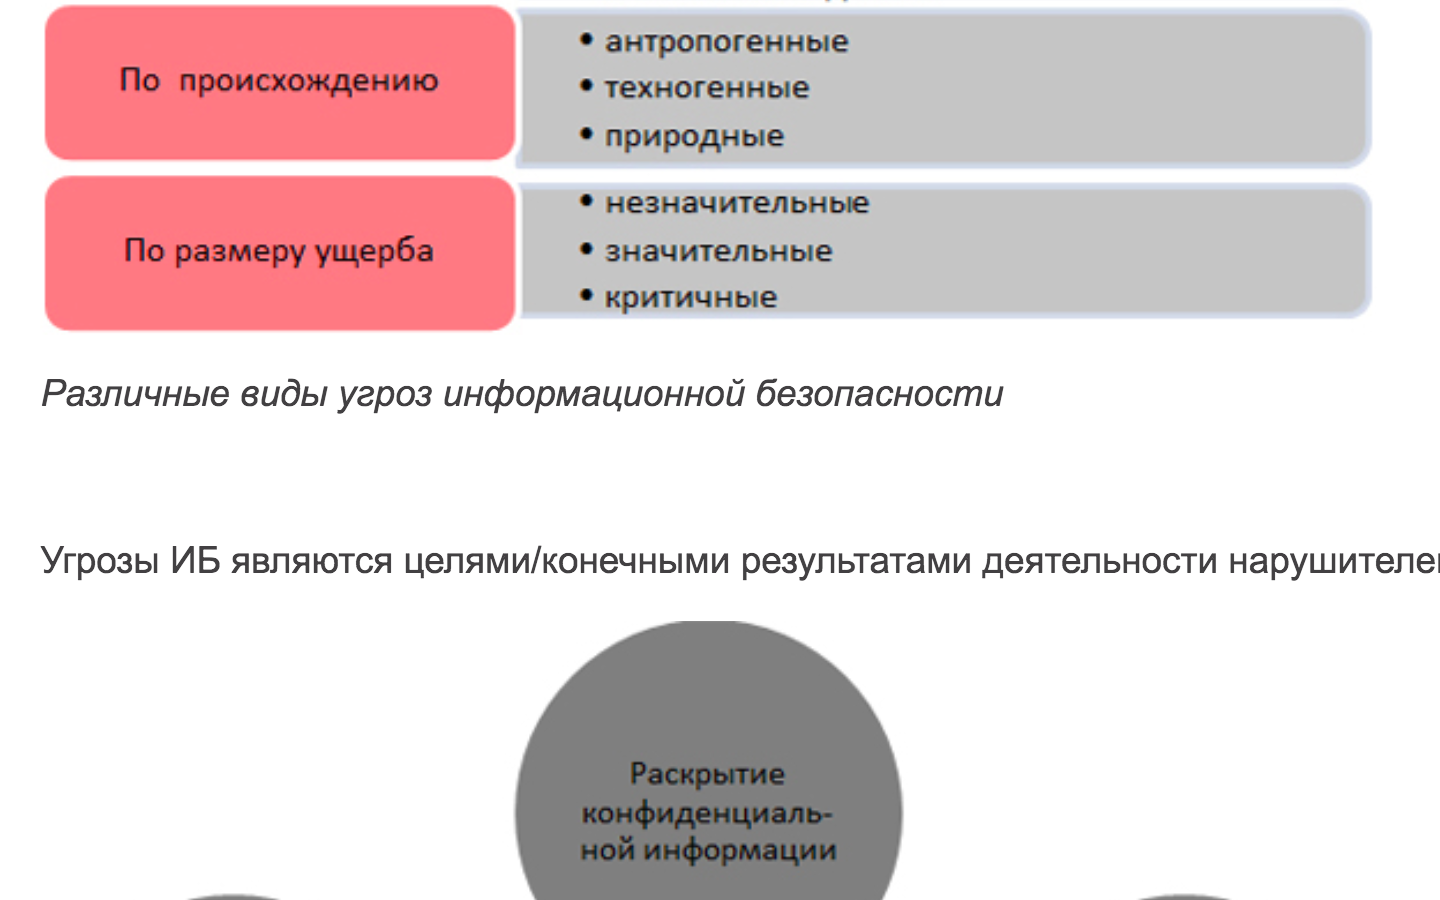 По происхождению
• антропогенные
• техногенные
• природные
По размеру ущерба
• незначительные
• значительные
• критичные
Различные виды угроз информационной безопасности
Угрозы ИБ являются целями/конечными результатами деятельности
Раскрытие
конфиденциаль-
ной информации